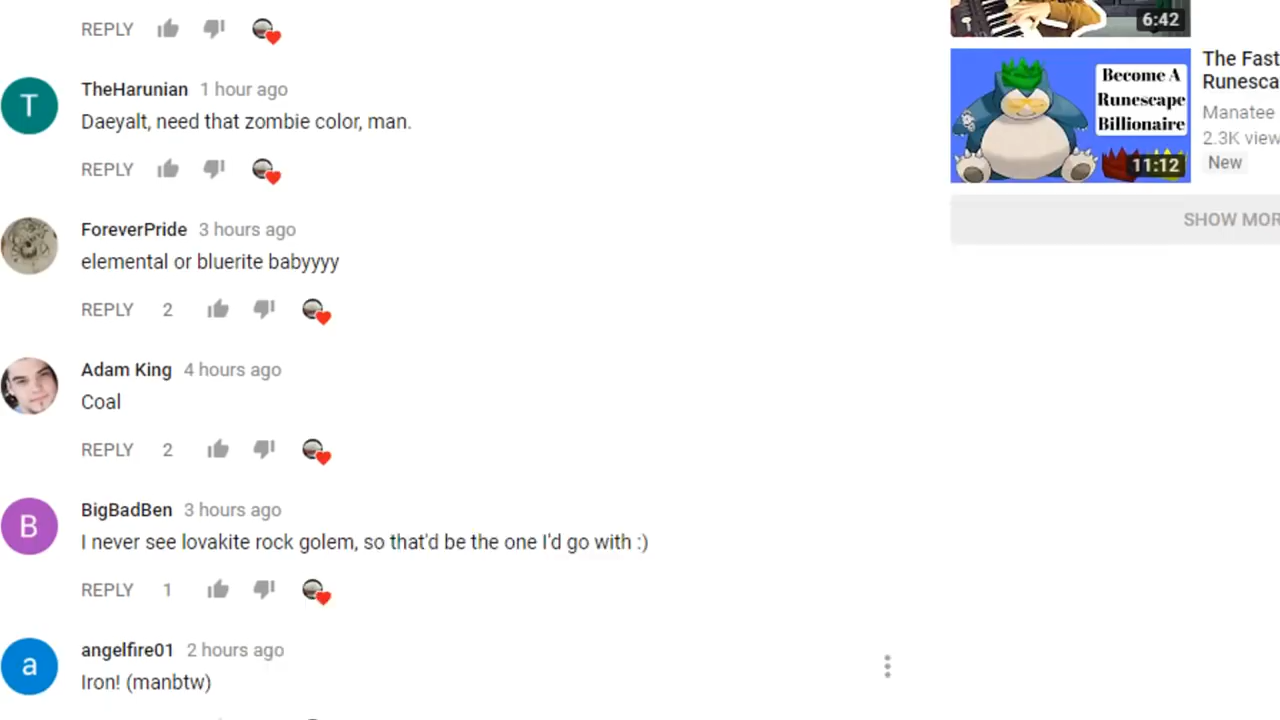 REPLY
6:42
T
TheHarunian 1 hour ago
Daeyalt, need that zombie color, man.
REPLY
Become A
Runescape
Billionaire
11:12
The Fast
Runesca
Manatee
2.3K view
New
SHOW MOR
ForeverPride 3 hours ago
elemental or bluerite babyyyy
REPLY 2
Adam King 4 hours ago
Coal
REPLY 2
B
BigBadBen 3 hours ago
I never see lovakite rock golem, so that'd be the one I'd go with :)
REPLY 1
a
angelfire01 2 hours ago
Iron! (manbtw)